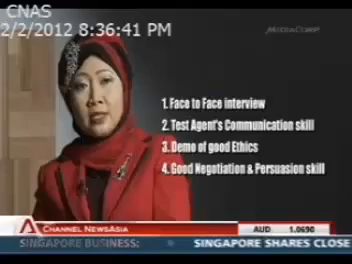 CNAS
2/2/2012 8:36:41 PM
MEDIACORP
1. Face to Face interview
2. Test Agent's Communication skill
3. Demo of good Ethics
4. Good Negotiation & Persuasion skill
CHANNEL NEWSASIA
AUD 1.0690
SINGAPORE BUSINESS:
SINGAPORE SHARES CLOSE